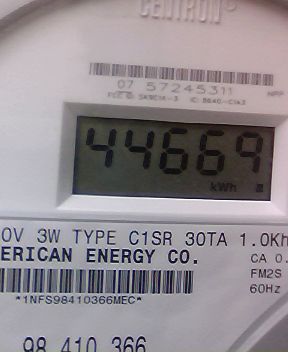 CENTRON®
07 57245311
44669
kWh
0V 3W TYPE C1SR 30TA 1.0Kh
ERICAN ENERGY CO.
CA 0.
FM2S
60Hz
*1NFS98410366MEC*
98 410 366